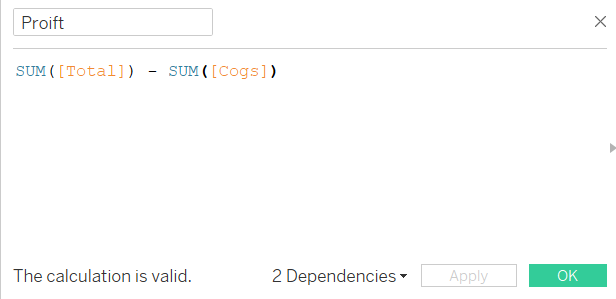 Proift
SUM([Total]) - SUM([Cogs])
The calculation is valid. 2 Dependencies Apply OK